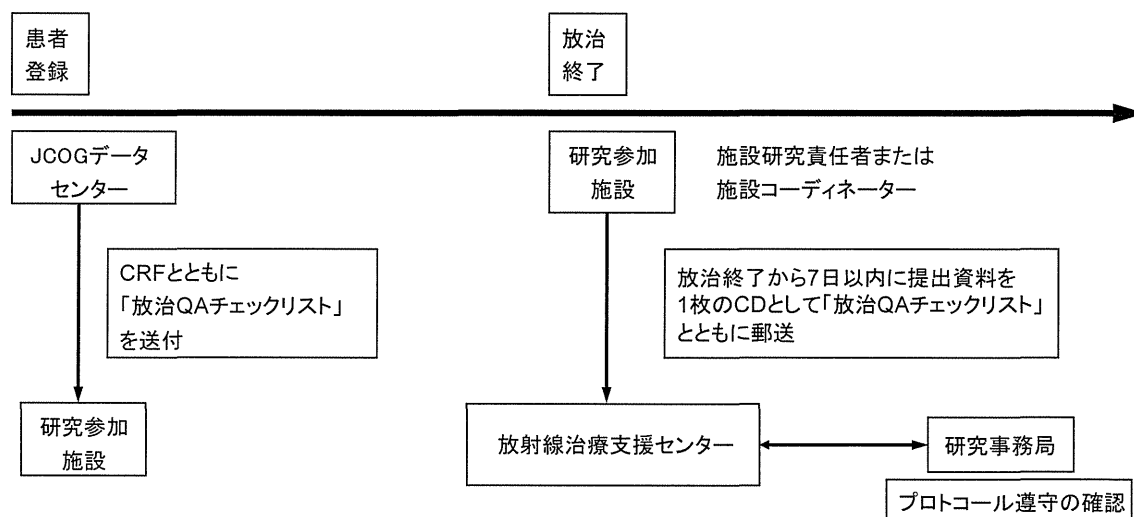 患者
登録
放治
終了
JCOGデータ
センター
研究参加
施設
施設研究責任者または
施設コーディネーター
CRFとともに
「放治QAチェックリスト」
を送付
放治終了から7日以内に提出資料を
1枚のCDとして「放治QAチェックリスト」
とともに郵送
研究参加
施設
放射線治療支援センター
研究事務局
プロトコール遵守の確認